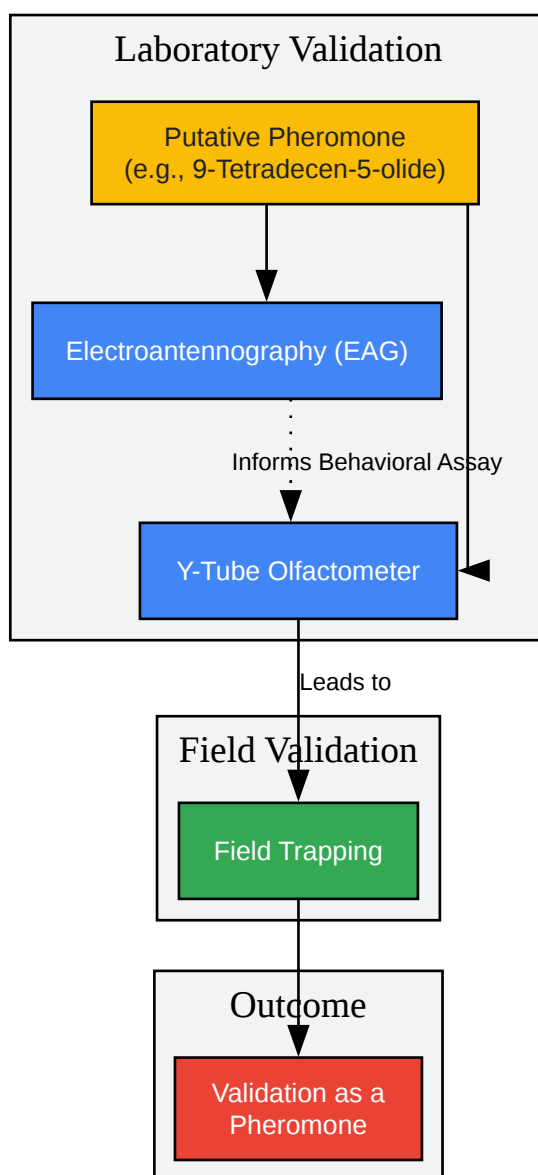 Laboratory Validation
Putative Pheromone
(e.g., 9-Tetradecen-5-olide)
Electroantennography (EAG)
Informs Behavioral Assay
Y-Tube Olfactometer
Leads to
Field Validation
Field Trapping
Outcome
Validation as a
Pheromone